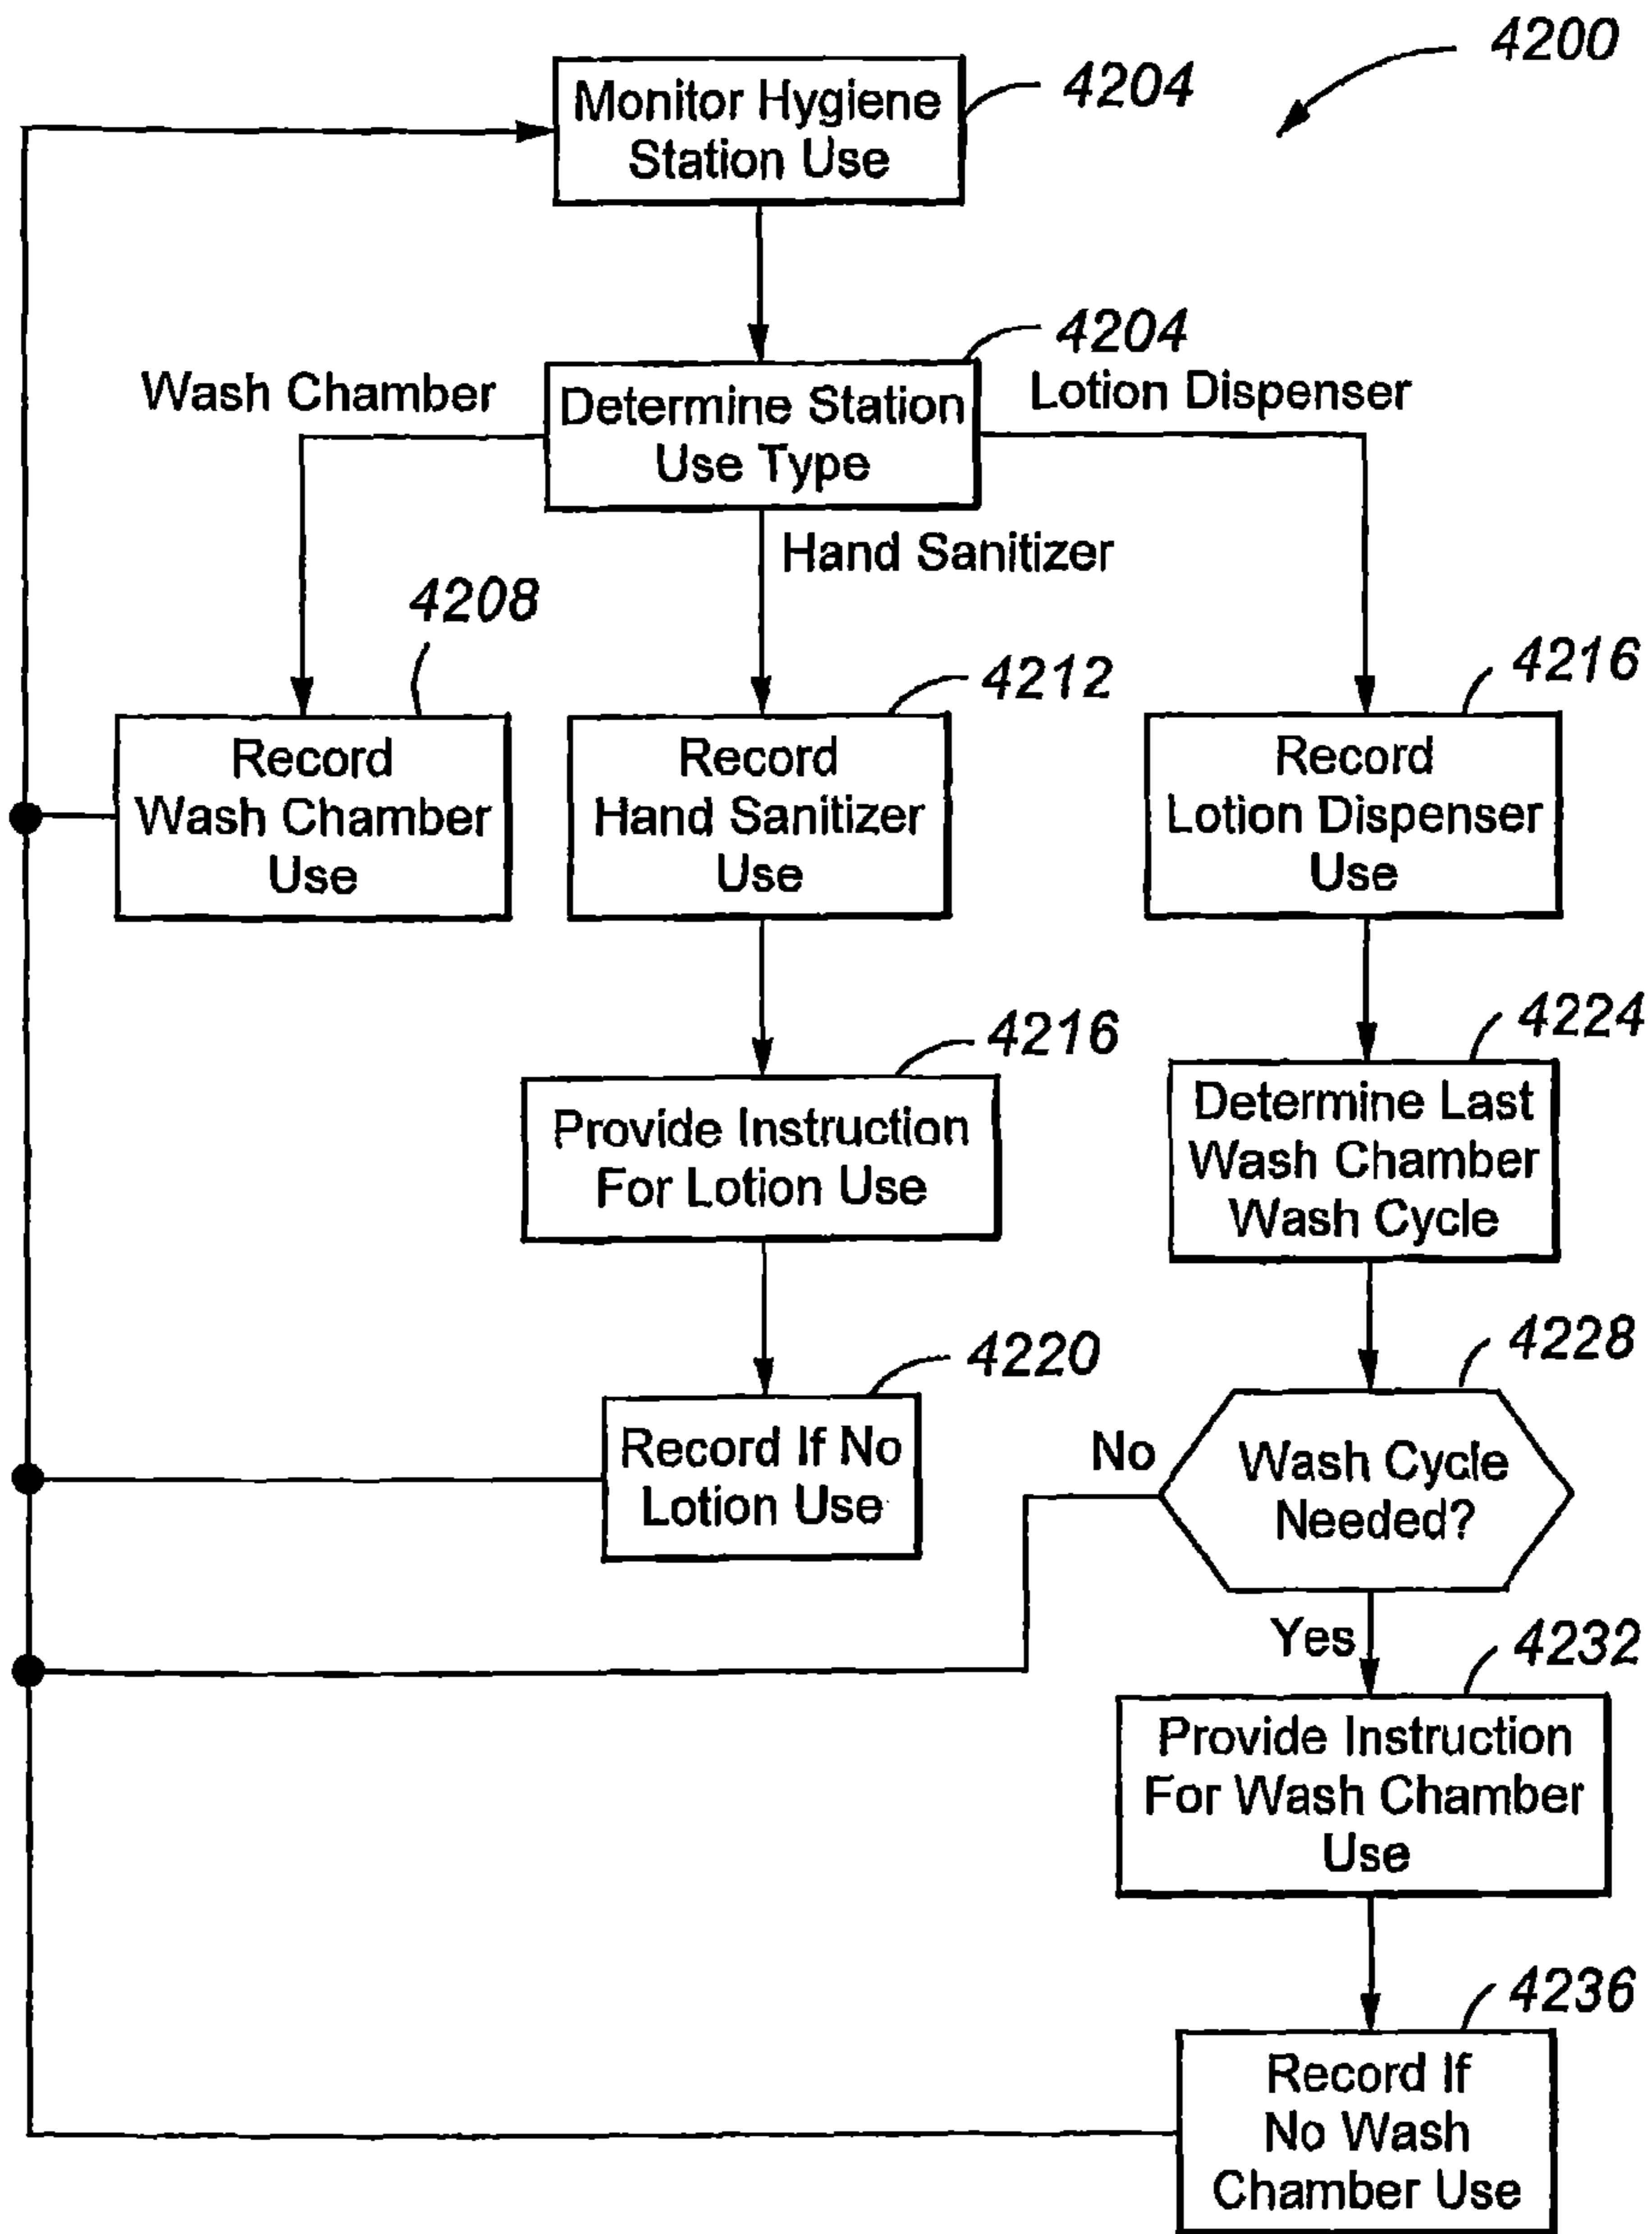 4200
4204
Monitor Hygiene
Station Use
4204
Wash Chamber
Determine Station
Use Type
Lotion Dispenser
Hand Sanitizer
4208
4212
4216
Record
Wash Chamber
Use
Record
Hand Sanitizer
Use
Record
Lotion Dispenser
Use
4216
4224
Provide Instruction
For Lotion Use
Determine Last
Wash Chamber
Wash Cycle
4220
4228
Record If No
Lotion Use
No
Wash Cycle
Needed?
Yes
4232
Provide Instruction
For Wash Chamber
Use
4236
Record If
No Wash
Chamber Use